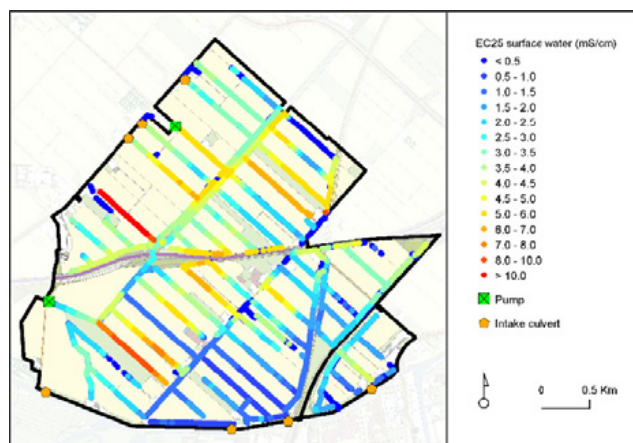 EC25 surface water (mS/cm)
< 0.5
0.5 - 1.0
1.0 - 1.5
1.5 - 2.0
2.0 - 2.5
2.5 - 3.0
3.0 - 3.5
3.5 - 4.0
4.0 - 4.5
4.5 - 5.0
5.0 - 6.0
6.0 - 7.0
7.0 - 8.0
8.0 - 10.0
> 10.0
Pump
Intake culvert
0 0.5 Km